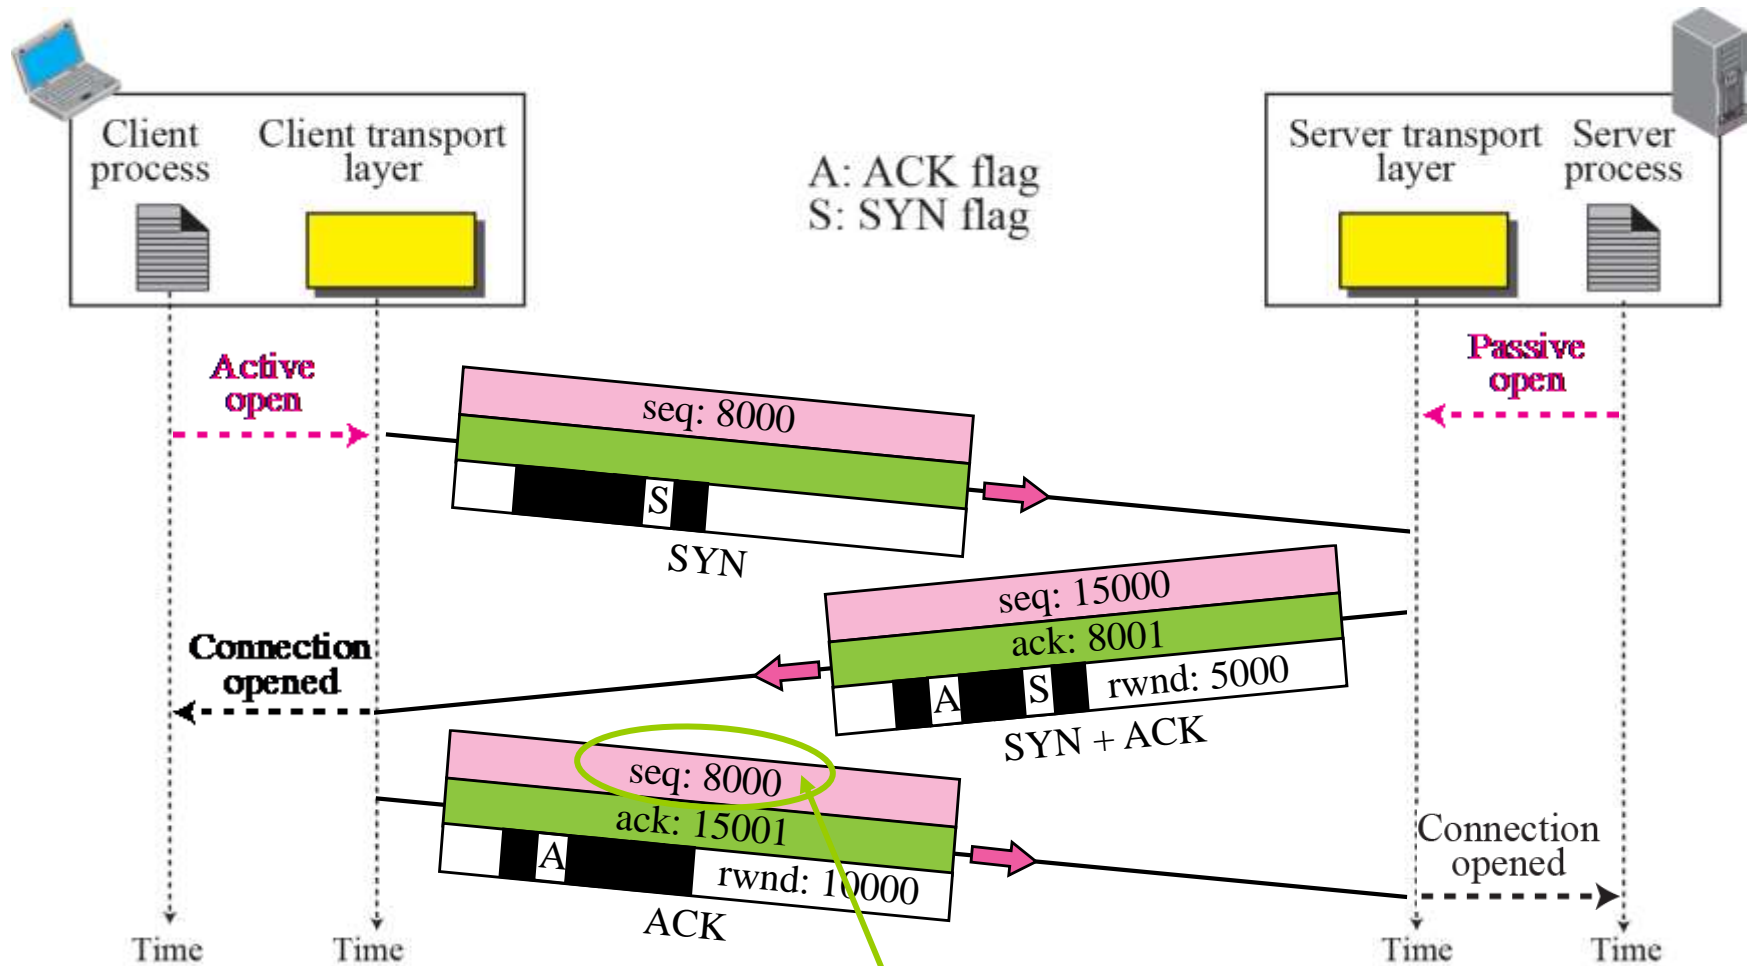 Client
process
Client transport
layer
A: ACK flag
S: SYN flag
Server transport
layer
Server
process
Active
open
Passive
open
seq: 8000
S
SYN
seq: 15000
ack: 8001
A S rwnd: 5000
SYN + ACK
Connection
opened
seq: 8000
ack: 15001
A rwnd: 10000
ACK
Connection
opened
Time
Time
Time
Time